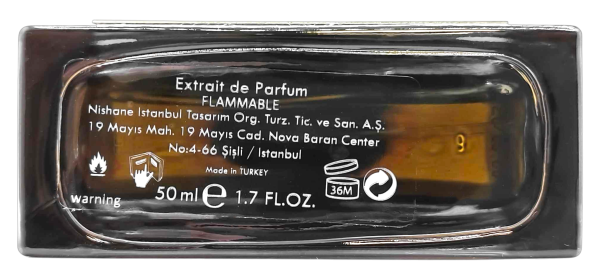 Extrait de Parfum
FLAMMABLE
Nishane Istanbul Tasarım Org. Turz. Tic. ve San. A.Ş.
19 Mayıs Mah. 19 Mayıs Cad. Nova Baran Center
No:4-66 Şişli / Istanbul
Made in TURKEY
warning
50 ml ℮ 1.7 FL.OZ.
36M